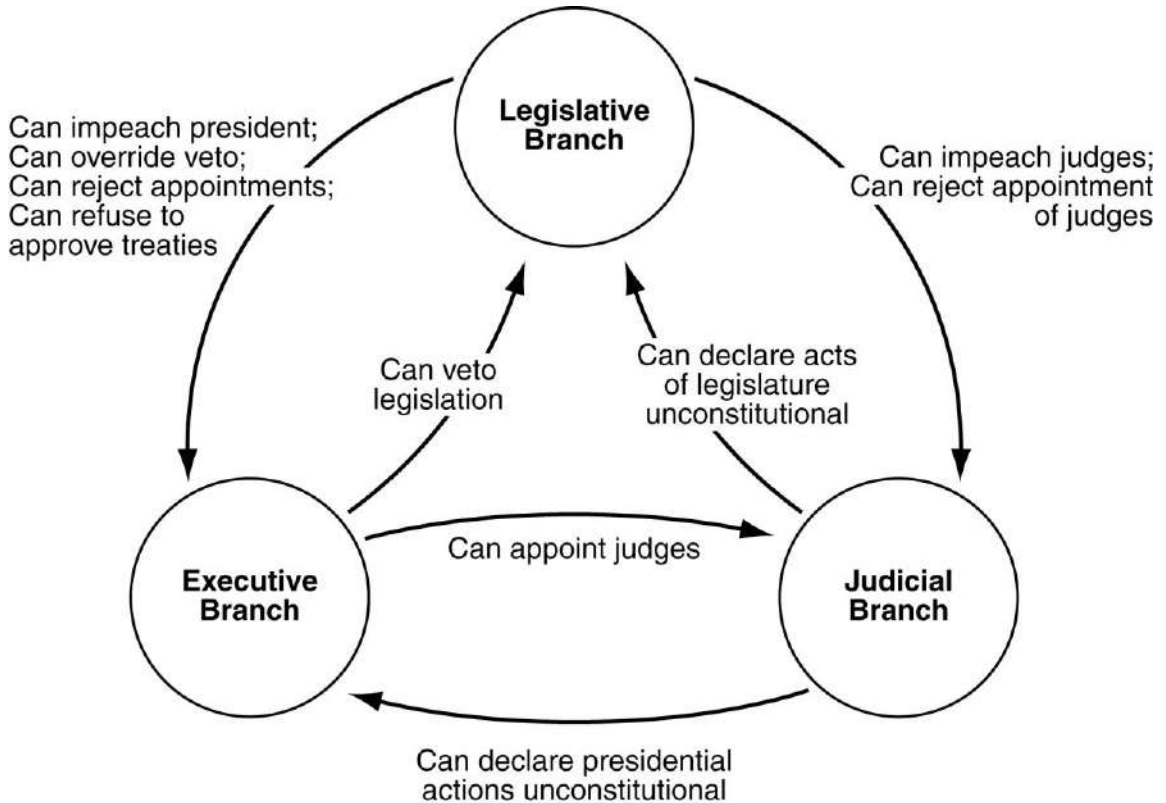 Legislative
Branch
Can impeach president;
Can override veto;
Can reject appointments;
Can refuse to
approve treaties
Can impeach judges;
Can reject appointment
of judges
Can veto
legislation
Can declare acts
of legislature
unconstitutional
Can appoint judges
Executive
Branch
Judicial
Branch
Can declare presidential
actions unconstitutional